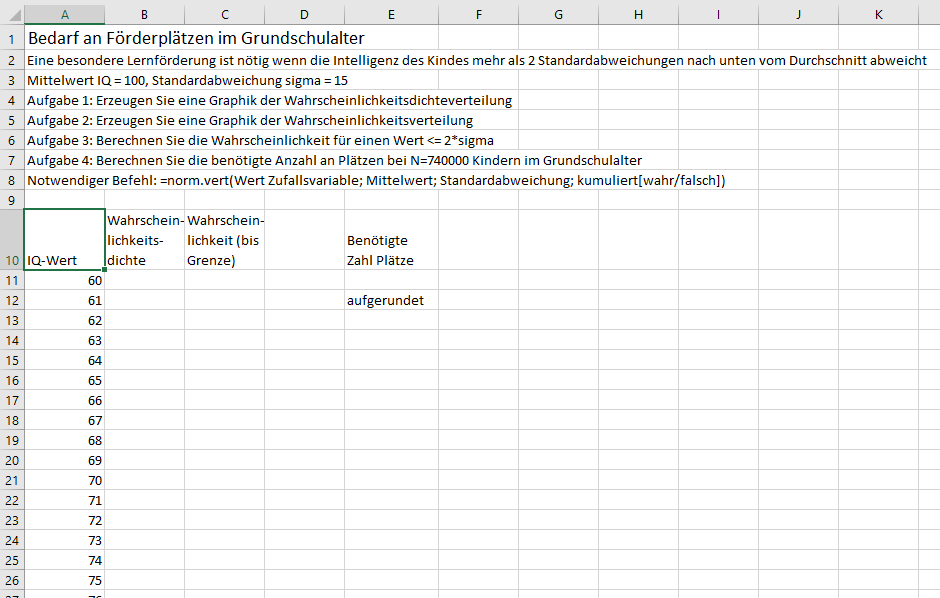 A B C D E F G H I J K
1 Bedarf an Förderplätzen im Grundschulalter
2 Eine besondere Lernförderung ist nötig wenn die Intelligenz des Kindes mehr als 2 Standardabweichungen nach unten vom Durchschnitt abweicht
3 Mittelwert IQ = 100, Standardabweichung sigma = 15
4 Aufgabe 1: Erzeugen Sie eine Graphik der Wahrscheinlichkeitsdichteverteilung
5 Aufgabe 2: Erzeugen Sie eine Graphik der Wahrscheinlichkeitsverteilung
6 Aufgabe 3: Berechnen Sie die Wahrscheinlichkeit für einen Wert <= 2*sigma
7 Aufgabe 4: Berechnen Sie die benötigte Anzahl an Plätzen bei N=740000 Kindern im Grundschulalter
8 Notwendiger Befehl: =norm.vert(Wert Zufallsvariable; Mittelwert; Standardabweichung; kumuliert[wahr/falsch])
9
Wahrschein- Wahrschein-
lichkeits- lichkeit (bis Benötigte
10 IQ-Wert dichte Grenze) Zahl Plätze
11 60
12 61 aufgerundet
13 62
14 63
15 64
16 65
17 66
18 67
19 68
20 69
21 70
22 71
23 72
24 73
25 74
26 75